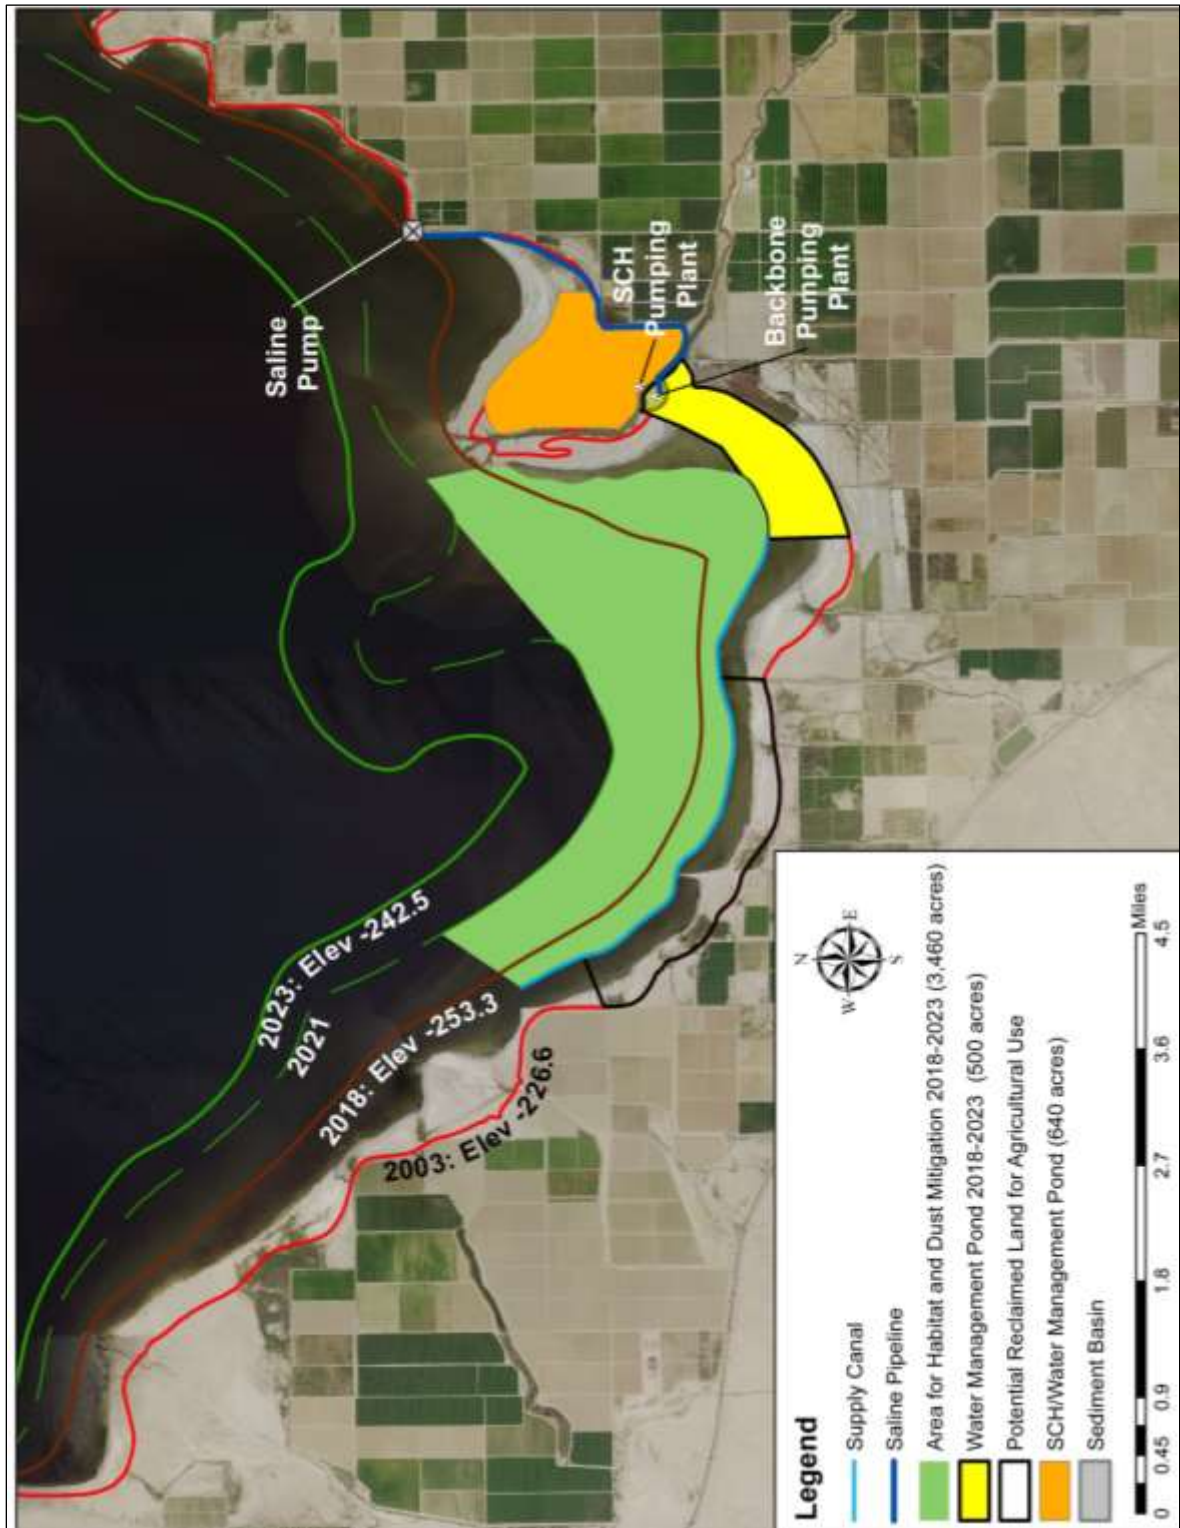 Saline
Pump
SCH
Pumping
Plant
Backbone
Pumping
Plant
2023: Elev -242.5
2021
2018: Elev -253.3
2003: Elev -226.6
Legend
Supply Canal
Saline Pipeline
Area for Habitat and Dust Mitigation 2018-2023 (3,460 acres)
Water Management Pond 2018-2023 (500 acres)
Potential Reclaimed Land for Agricultural Use
SCH/Water Management Pond (640 acres)
Sediment Basin
N
W E
S
0 0.45 0.9 1.8 2.7 3.6 4.5
Miles